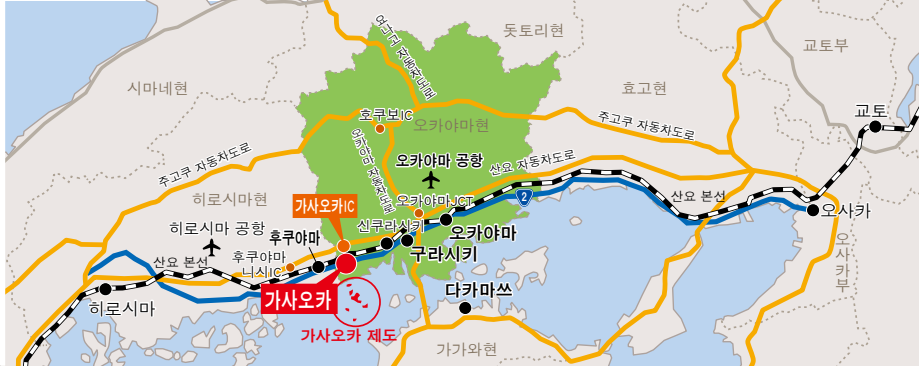 돗토리현
오카야마 자동차도로
교토부
시마네현
효고현
호쿠보IC
오카야마현
교토
주고쿠 자동차도로
주고쿠 자동차도로
오카야마 공항
산요 자동차도로
히로시마현
가사오카IC
오카야마JCT
2
산요 본선
오사카
신쿠라시키
히로시마 공항
후쿠야마
오카야마
구라시키
오사카부
후쿠야마
니시IC
산요 본선
가사오카
다카마쓰
히로시마
가사오카 제도
가가와현